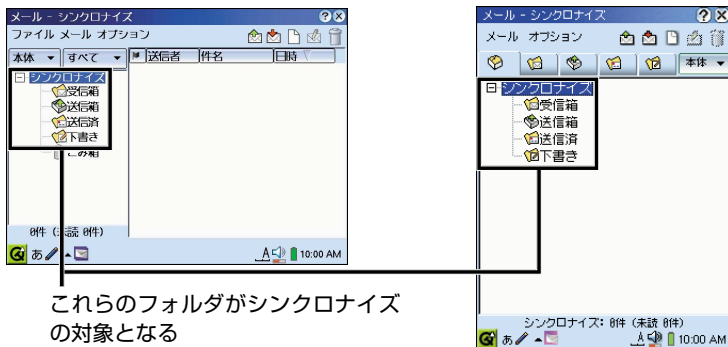 メール - シンクロナイズ
ファイル メール オプション
本体 すべて 送信者 件名 日時
シンクロナイズ
受信箱
送信箱
送信済
下書き
ごみ箱
0件 (未読 0件)
あ A 10:00 AM
メール - シンクロナイズ
メール オプション
本体
シンクロナイズ
受信箱
送信箱
送信済
下書き
シンクロナイズ: 0件 (未読 0件)
あ A 10:00 AM
これらのフォルダがシンクロナイズ
の対象となる